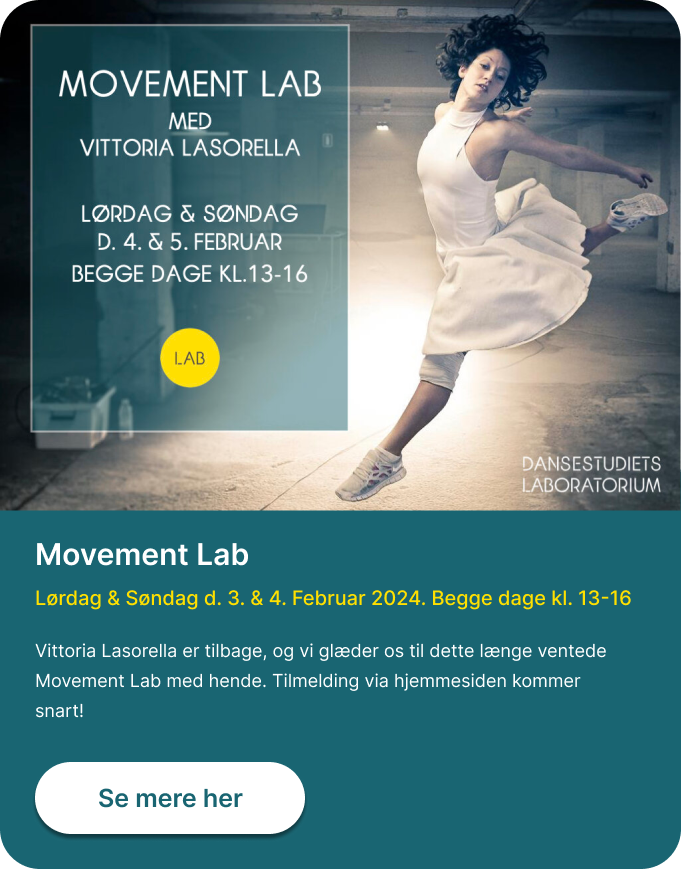 MOVEMENT LAB
MED
VITTORIA LASORELLA
LØRDAG & SØNDAG
D. 4. & 5. FEBRUAR
BEGGE DAGE KL.13-16
LAB
DANSESTUDIETS
LABORATORIUM
Movement Lab
Lørdag & Søndag d. 3. & 4. Februar 2024. Begge dage kl. 13-16
Vittoria Lasorella er tilbage, og vi glæder os til dette længe ventede
Movement Lab med hende. Tilmelding via hjemmesiden kommer
snart!
Se mere her